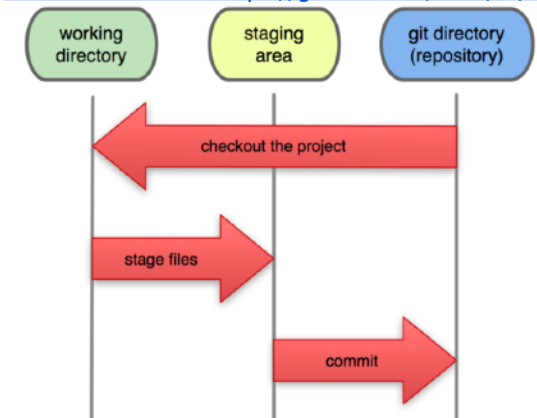 working
directory
staging
area
git directory
(repository)
checkout the project
stage files
commit